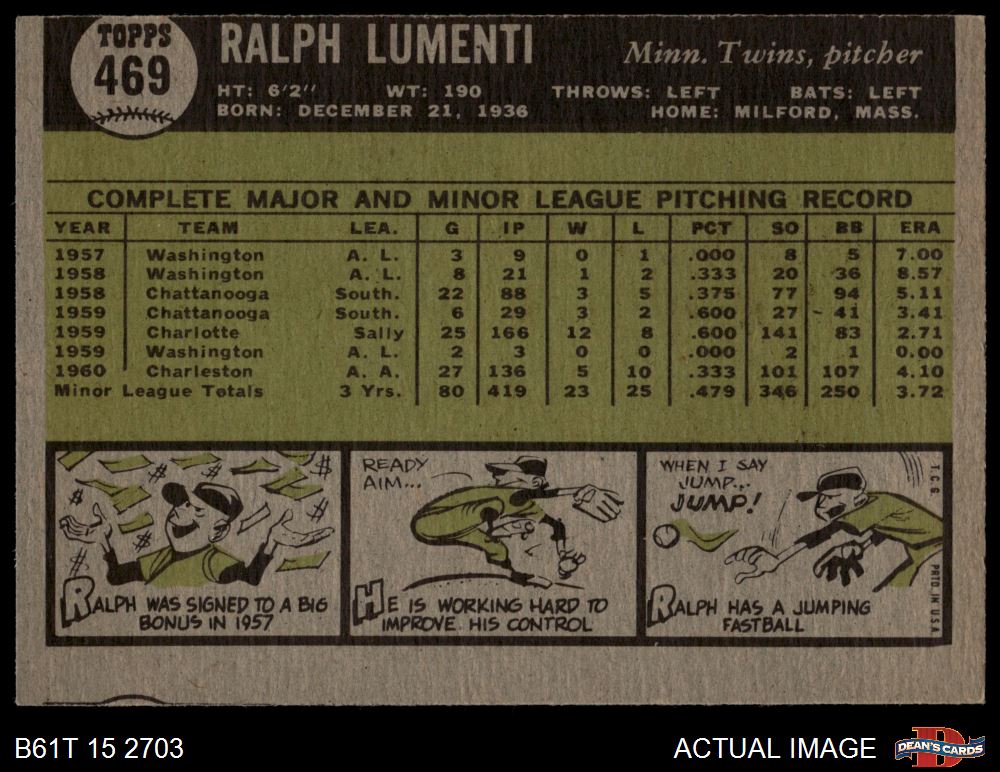 TOPPS
469
RALPH LUMENTI
Minn. Twins, pitcher
HT: 6'2" WT: 190 THROWS: LEFT BATS: LEFT
BORN: DECEMBER 21, 1936 HOME: MILFORD, MASS.
COMPLETE MAJOR AND MINOR LEAGUE PITCHING RECORD
YEAR TEAM LEA. G IP W L PCT SO BB ERA
1957 Washington A. L. 3 9 0 1 .000 8 5 7.00
1958 Washington A. L. 8 21 1 2 .333 20 36 8.57
1958 Chattanooga South. 22 88 3 5 .375 77 94 5.11
1959 Chattanooga South. 6 29 3 2 .600 27 41 3.41
1959 Charlotte Sally 25 166 12 8 .600 141 83 2.71
1959 Washington A. L. 2 3 0 0 .000 2 1 0.00
1960 Charleston A. A. 27 136 5 10 .333 101 107 4.10
Minor League Totals 3 Yrs. 80 419 23 25 .479 346 250 3.72
$ $ $ $ $ $ $
RALPH WAS SIGNED TO A BIG
BONUS IN 1957
READY
AIM...
HE IS WORKING HARD TO
IMPROVE HIS CONTROL
WHEN I SAY
JUMP...
JUMP!
RALPH HAS A JUMPING
FASTBALL
T.C.G.
PRTD. IN U.S.A.
B61T 15 2703
ACTUAL IMAGE
D
DEAN'S CARDS